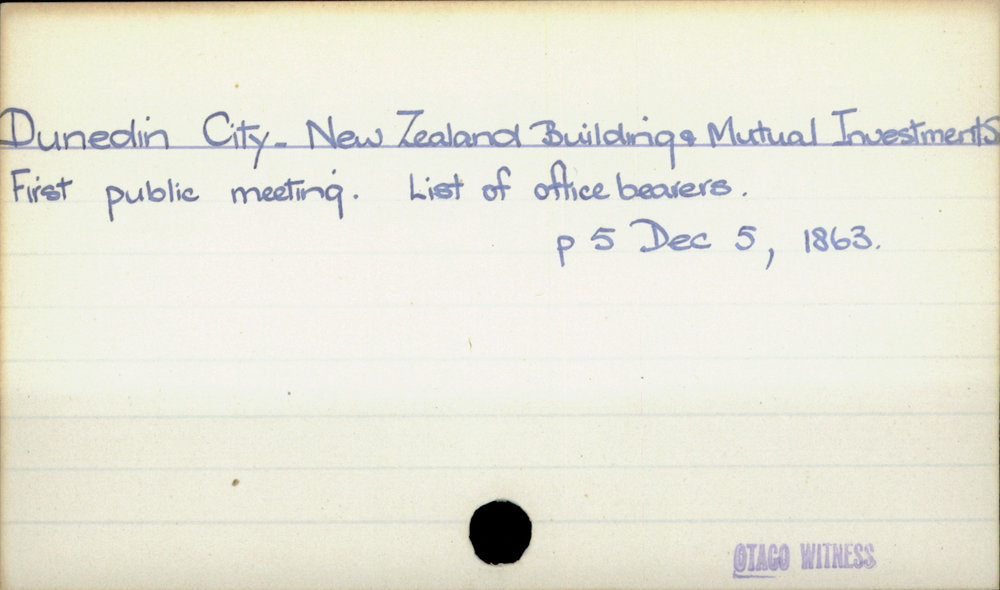 Dunedin City - New Zealand Building & Mutual Investments
First public meeting. List of office bearers.
p 5 Dec 5, 1863.
OTAGO WITNESS